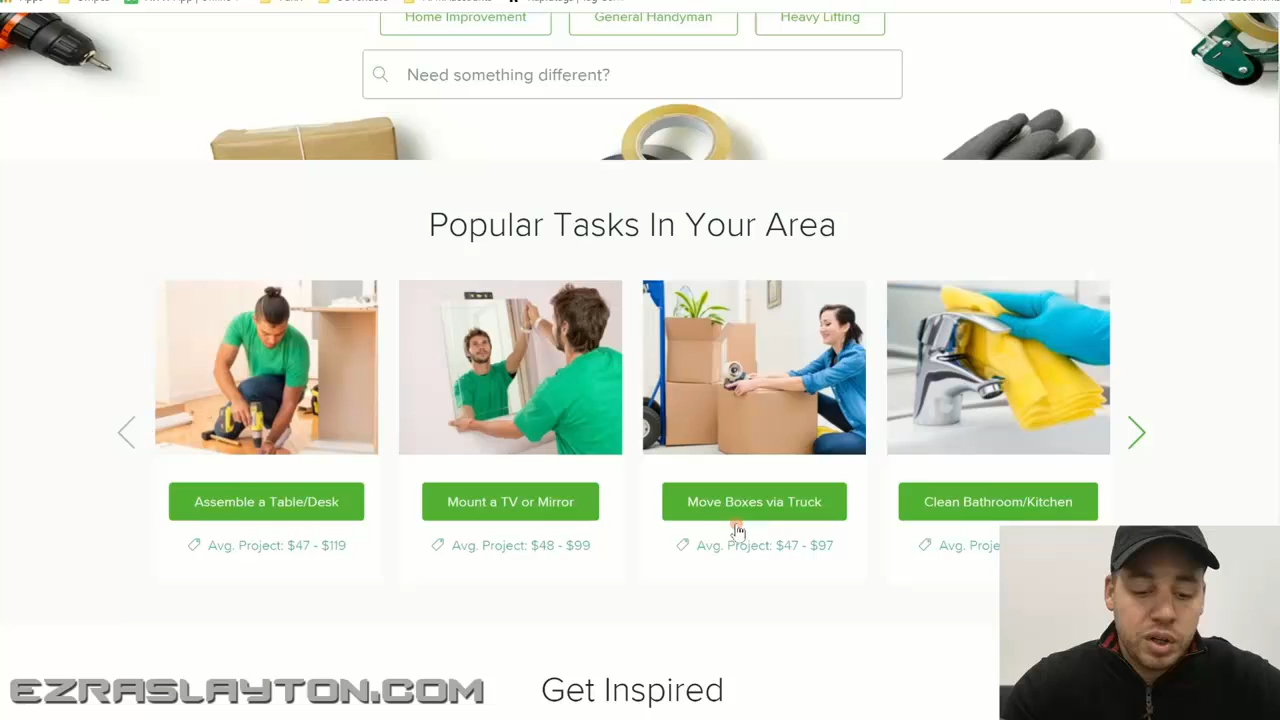 Home Improvement
General Handyman
Heavy Lifting
Need something different?
Popular Tasks In Your Area
Assemble a Table/Desk
Mount a TV or Mirror
Move Boxes via Truck
Clean Bathroom/Kitchen
Avg. Project: $47 - $119
Avg. Project: $48 - $99
Avg. Project: $47 - $97
Avg.
Get Inspired
EZRASLAYTON.COM